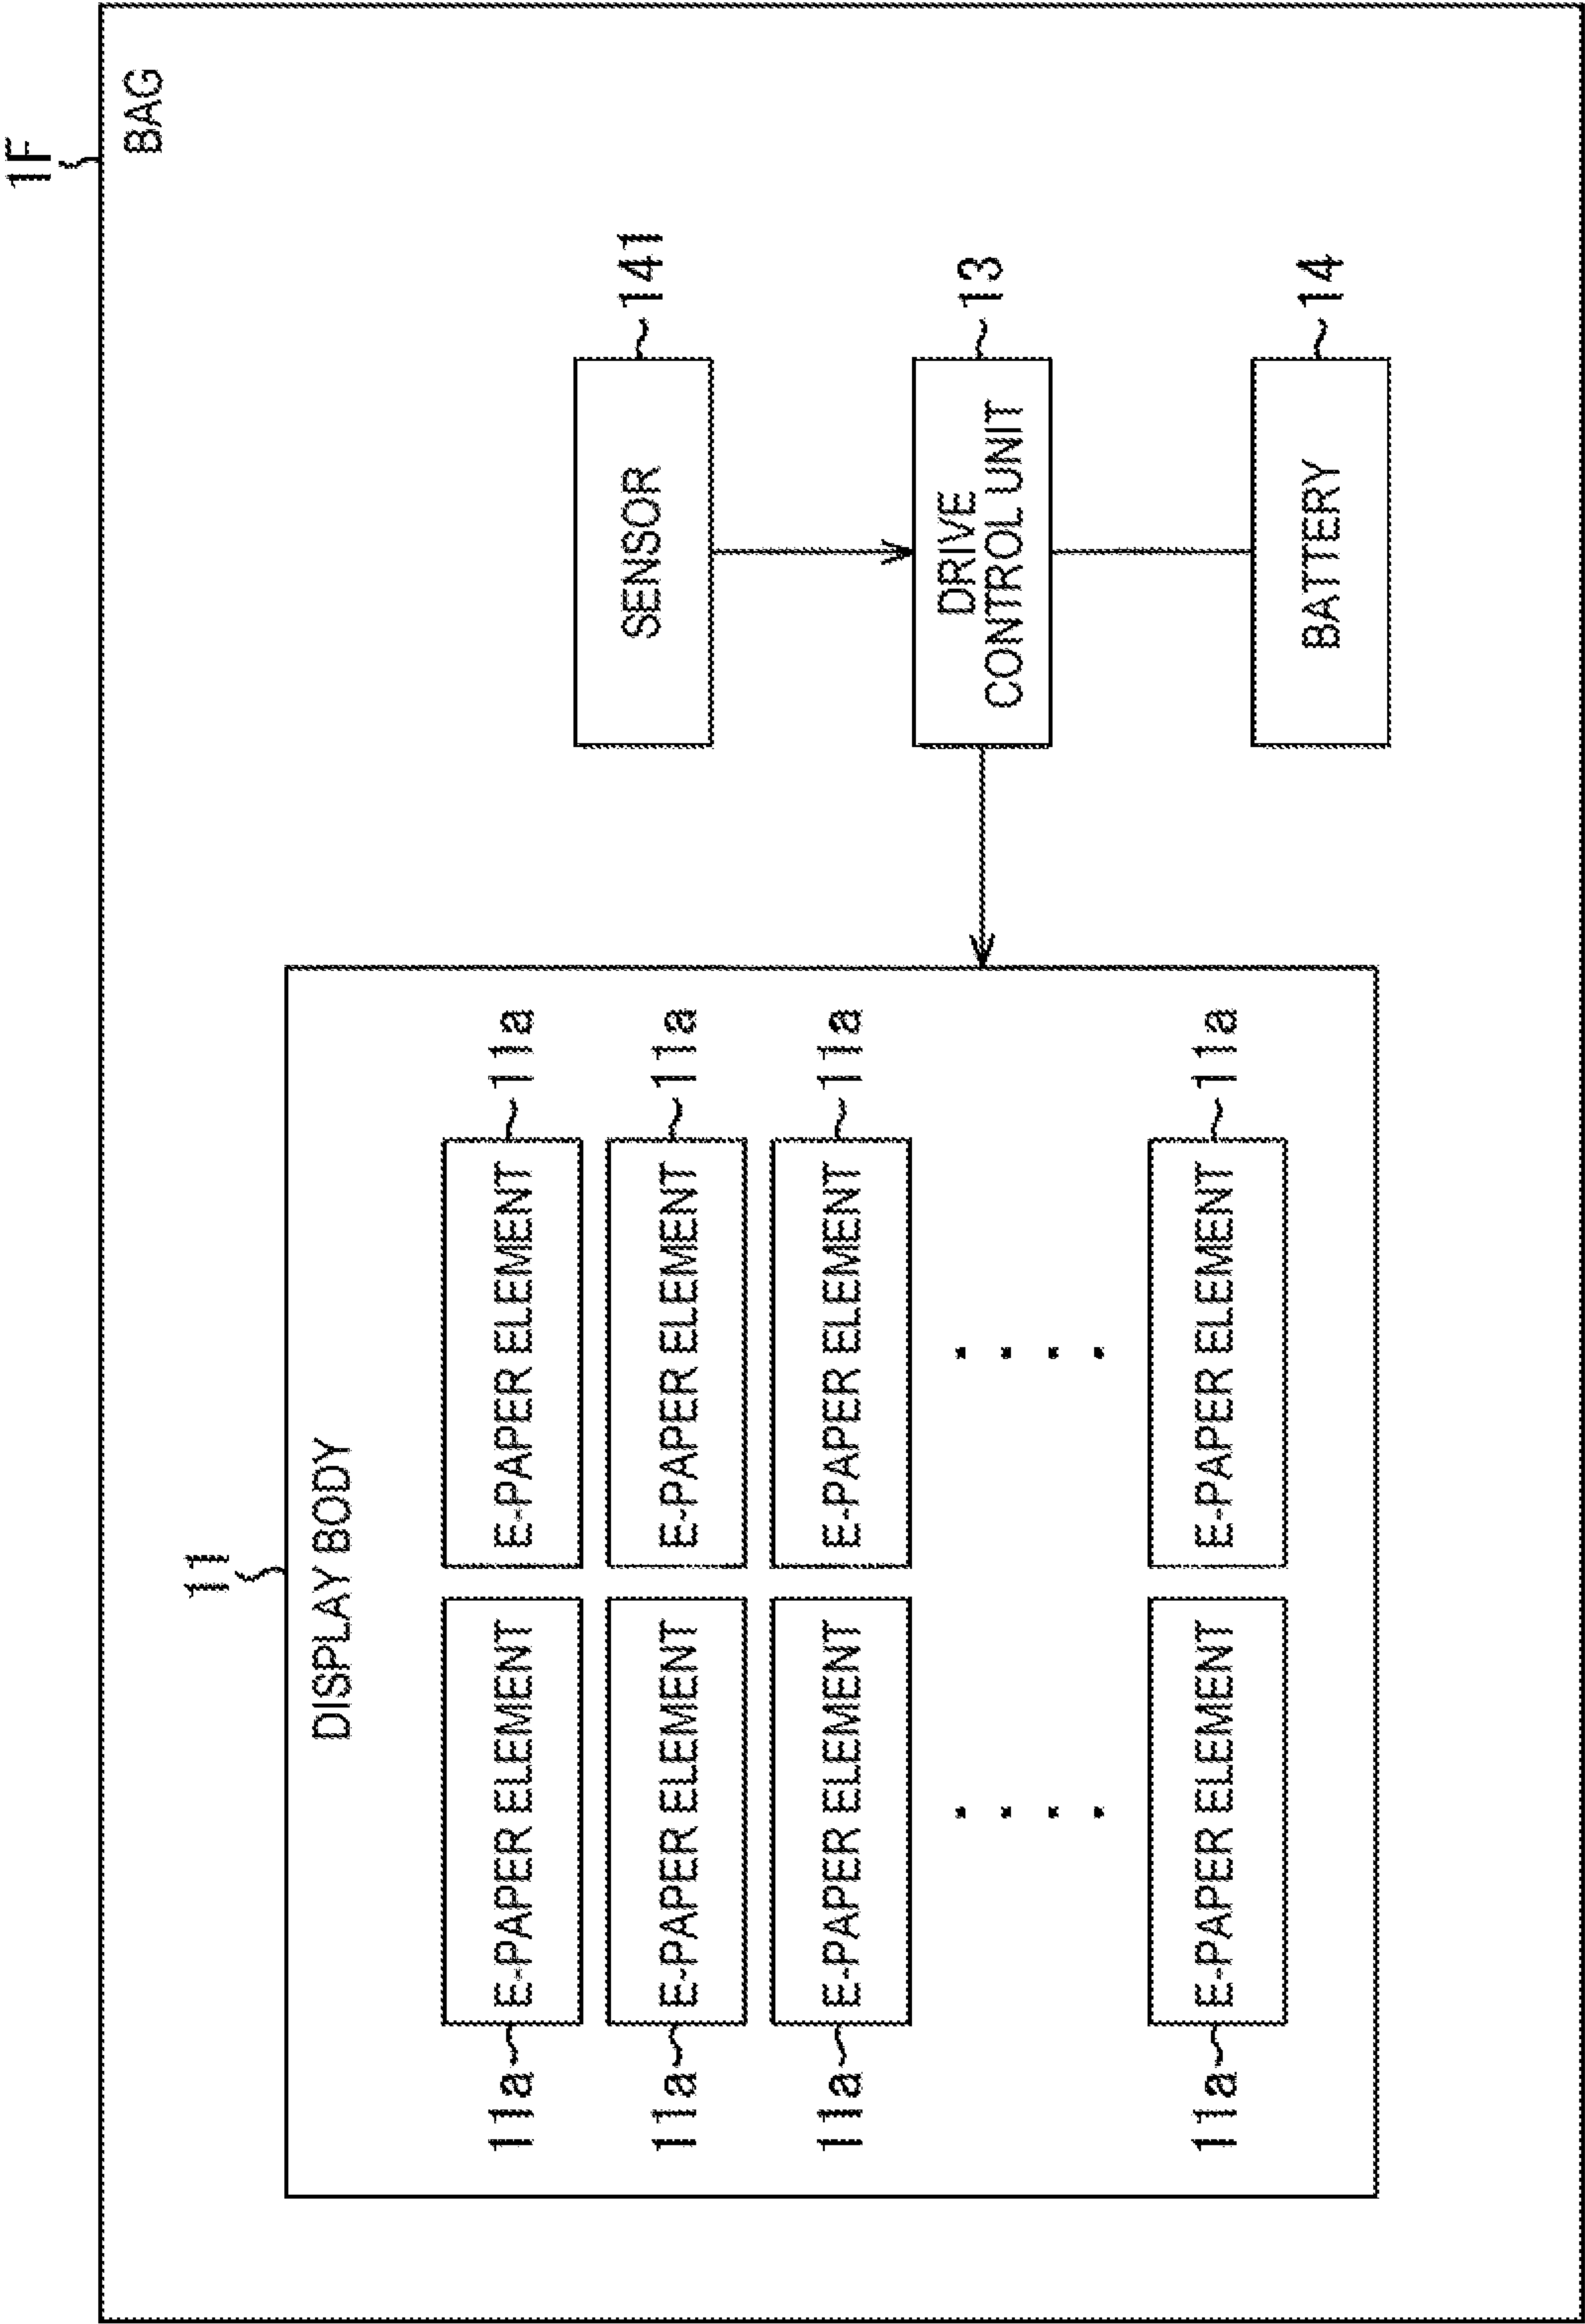 1F
BAG
11
DISPLAY BODY
11a E-PAPER ELEMENT E-PAPER ELEMENT 11a
11a E-PAPER ELEMENT E-PAPER ELEMENT 11a
11a E-PAPER ELEMENT E-PAPER ELEMENT 11a
11a E-PAPER ELEMENT E-PAPER ELEMENT 11a
SENSOR 141
DRIVE
CONTROL UNIT 13
BATTERY 14